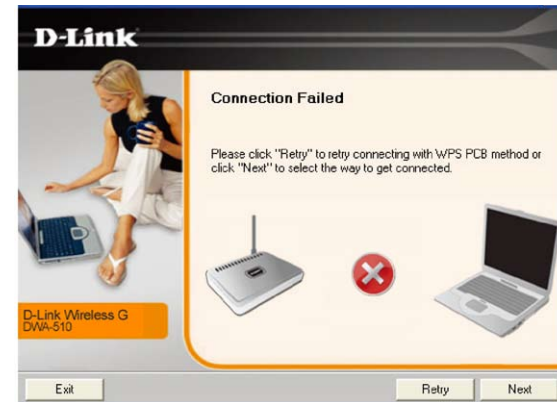 D-Link
Connection Failed
Please click "Retry" to retry connecting with WPS PCB method or
click "Next" to select the way to get connected.
D-Link Wireless G
DWA-510
Exit
Retry
Next